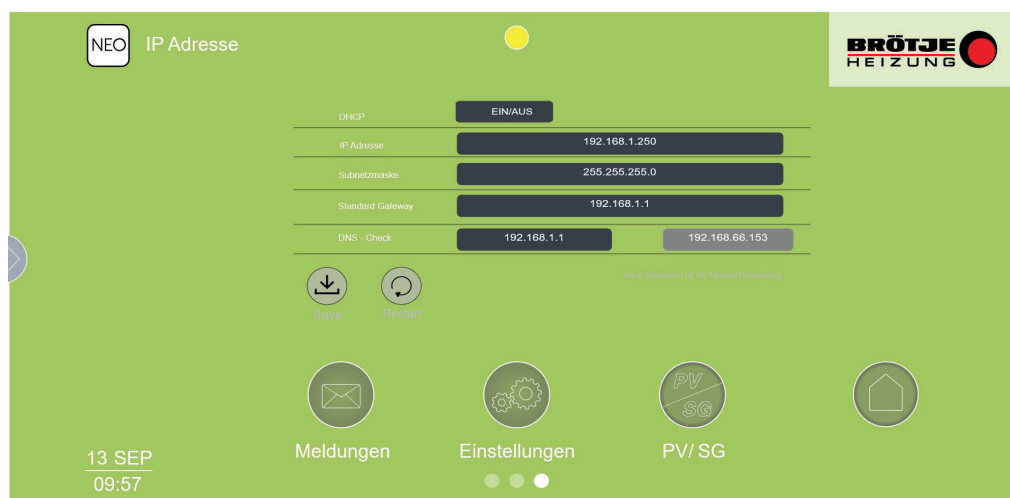 NEO IP Adresse
BRÖTJE
HEIZUNG
DHCP EIN/AUS
IP Adresse 192.168.1.250
Subnetzmaske 255.255.255.0
Standard Gateway 192.168.1.1
DNS - Check 192.168.1.1 192.168.66.153
Save Restart
PV
SG
Meldungen Einstellungen PV/ SG
13 SEP
09:57